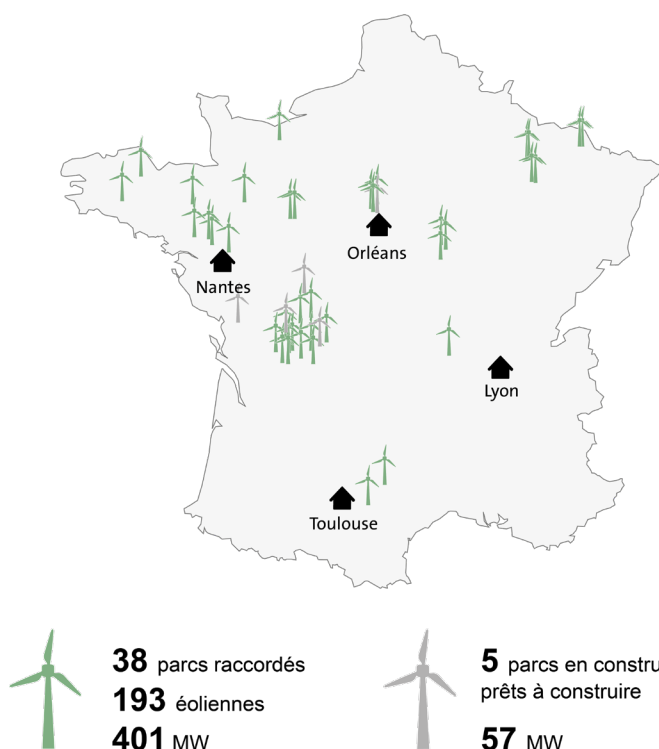 Orléans
Nantes
Lyon
Toulouse
38 parcs raccordés
193 éoliennes
401 MW
5 parcs en constru
prêts à construire
57 MW